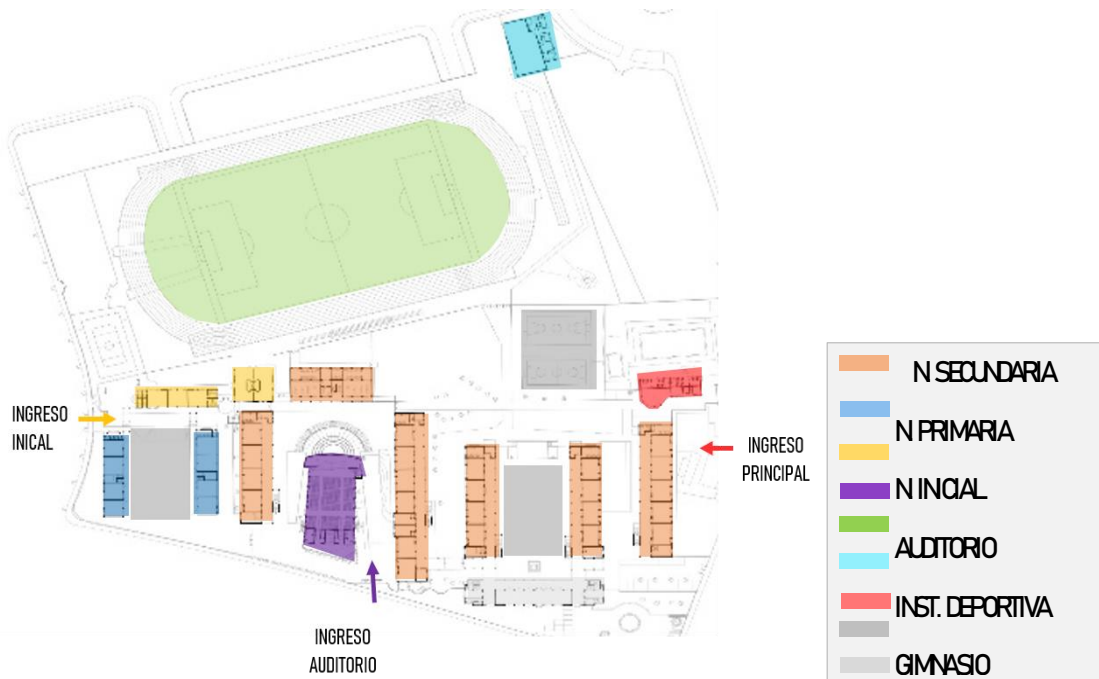 INGRESO
INICAL
INGRESO
PRINCIPAL
INGRESO
AUDITORIO
N SECUNDARIA
N PRIMARIA
N INCIAL
AUDITORIO
INST. DEPORTIVA
GIMNASIO